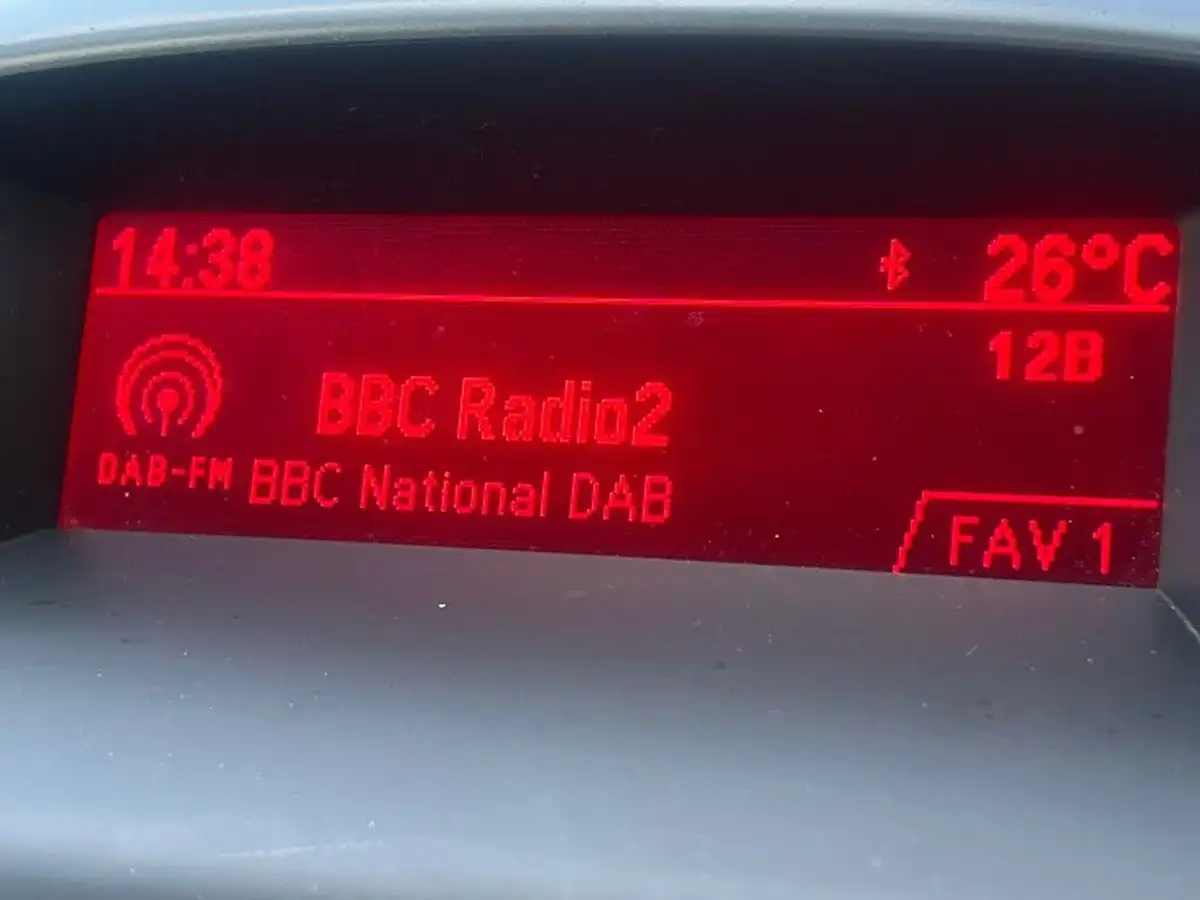 14:38 26°C
12B
BBC Radio2
DAB-FM BBC National DAB
FAV 1